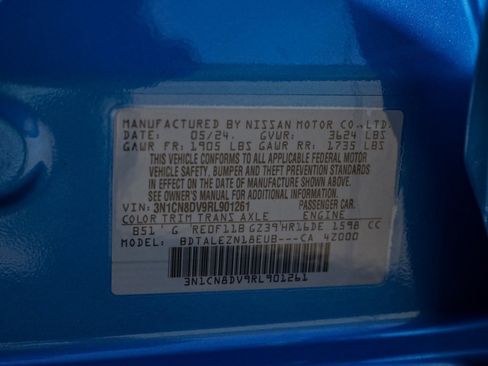 MANUFACTURED BY NISSAN MOTOR CO.,LTD.
DATE: 05/24. GVWR: 3624 LBS
GAWR FR: 1905 LBS GAWR RR: 1735 LBS
THIS VEHICLE CONFORMS TO ALL APPLICABLE FEDERAL MOTOR
VEHICLE SAFETY, BUMPER AND THEFT PREVENTION STANDARDS
IN EFFECT ON THE DATE OF MANUFACTURE SHOWN ABOVE.
SEE OWNER'S MANUAL FOR ADDITIONAL INFORMATION.
VIN: 3N1CN8DV9RL901261 PASSENGER CAR.
COLOR TRIM TRANS AXLE ENGINE
B51 G RE0F11B GZ39 HR16DE 1598 CC
BDTALEZN18EUB---CA 42000
3N1CN8DV9RL901261